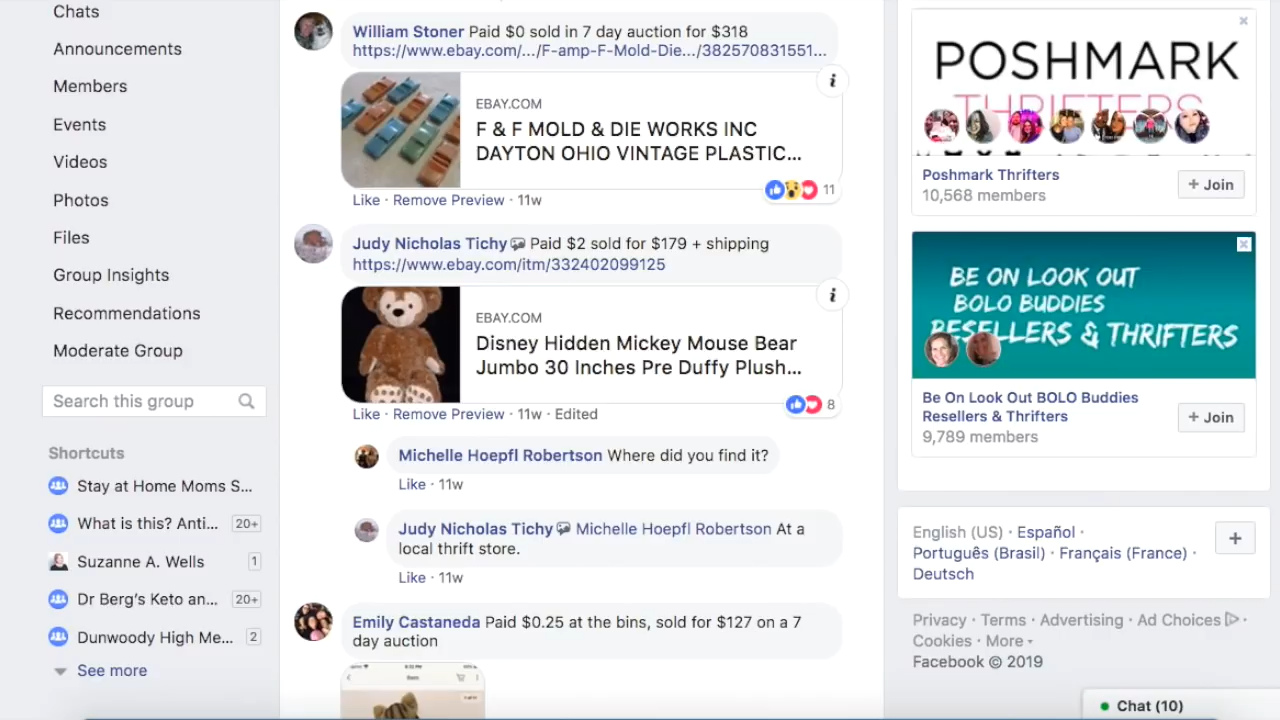 Chats
Announcements
Members
Events
Videos
Photos
Files
Group Insights
Recommendations
Moderate Group
Search this group
Shortcuts
Stay at Home Moms S...
What is this? Anti... 20+
Suzanne A. Wells 1
Dr Berg's Keto an... 20+
Dunwoody High Me... 2
See more
William Stoner Paid $0 sold in 7 day auction for $318
https://www.ebay.com/.../F-amp-F-Mold-Die.../382570831551...
i
EBAY.COM
F & F MOLD & DIE WORKS INC
DAYTON OHIO VINTAGE PLASTIC...
Like · Remove Preview · 11w
11
Judy Nicholas Tichy Paid $2 sold for $179 + shipping
https://www.ebay.com/itm/332402099125
i
EBAY.COM
Disney Hidden Mickey Mouse Bear
Jumbo 30 Inches Pre Duffy Plush...
Like · Remove Preview · 11w · Edited
8
Michelle Hoepfl Robertson Where did you find it?
Like · 11w
Judy Nicholas Tichy Michelle Hoepfl Robertson At a
local thrift store.
Like · 11w
Emily Castaneda Paid $0.25 at the bins, sold for $127 on a 7
day auction
POSHMARK
THRIFTERS
Poshmark Thrifters
10,568 members
+ Join
BE ON LOOK OUT
BOLO BUDDIES
RESELLERS & THRIFTERS
Be On Look Out BOLO Buddies
Resellers & Thrifters
9,789 members
+ Join
English (US) · Español ·
Português (Brasil) · Français (France) ·
Deutsch
+
Privacy · Terms · Advertising · Ad Choices ·
Cookies · More
Facebook © 2019
Chat (10)